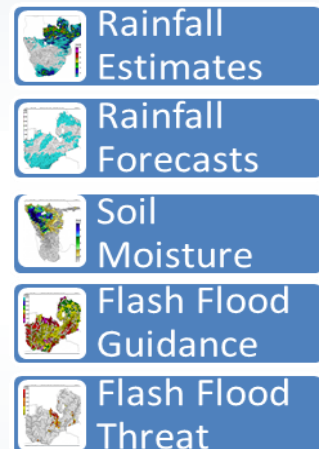 Rainfall
Estimates
Rainfall
Forecasts
Soil
Moisture
Flash Flood
Guidance
Flash Flood
Threat